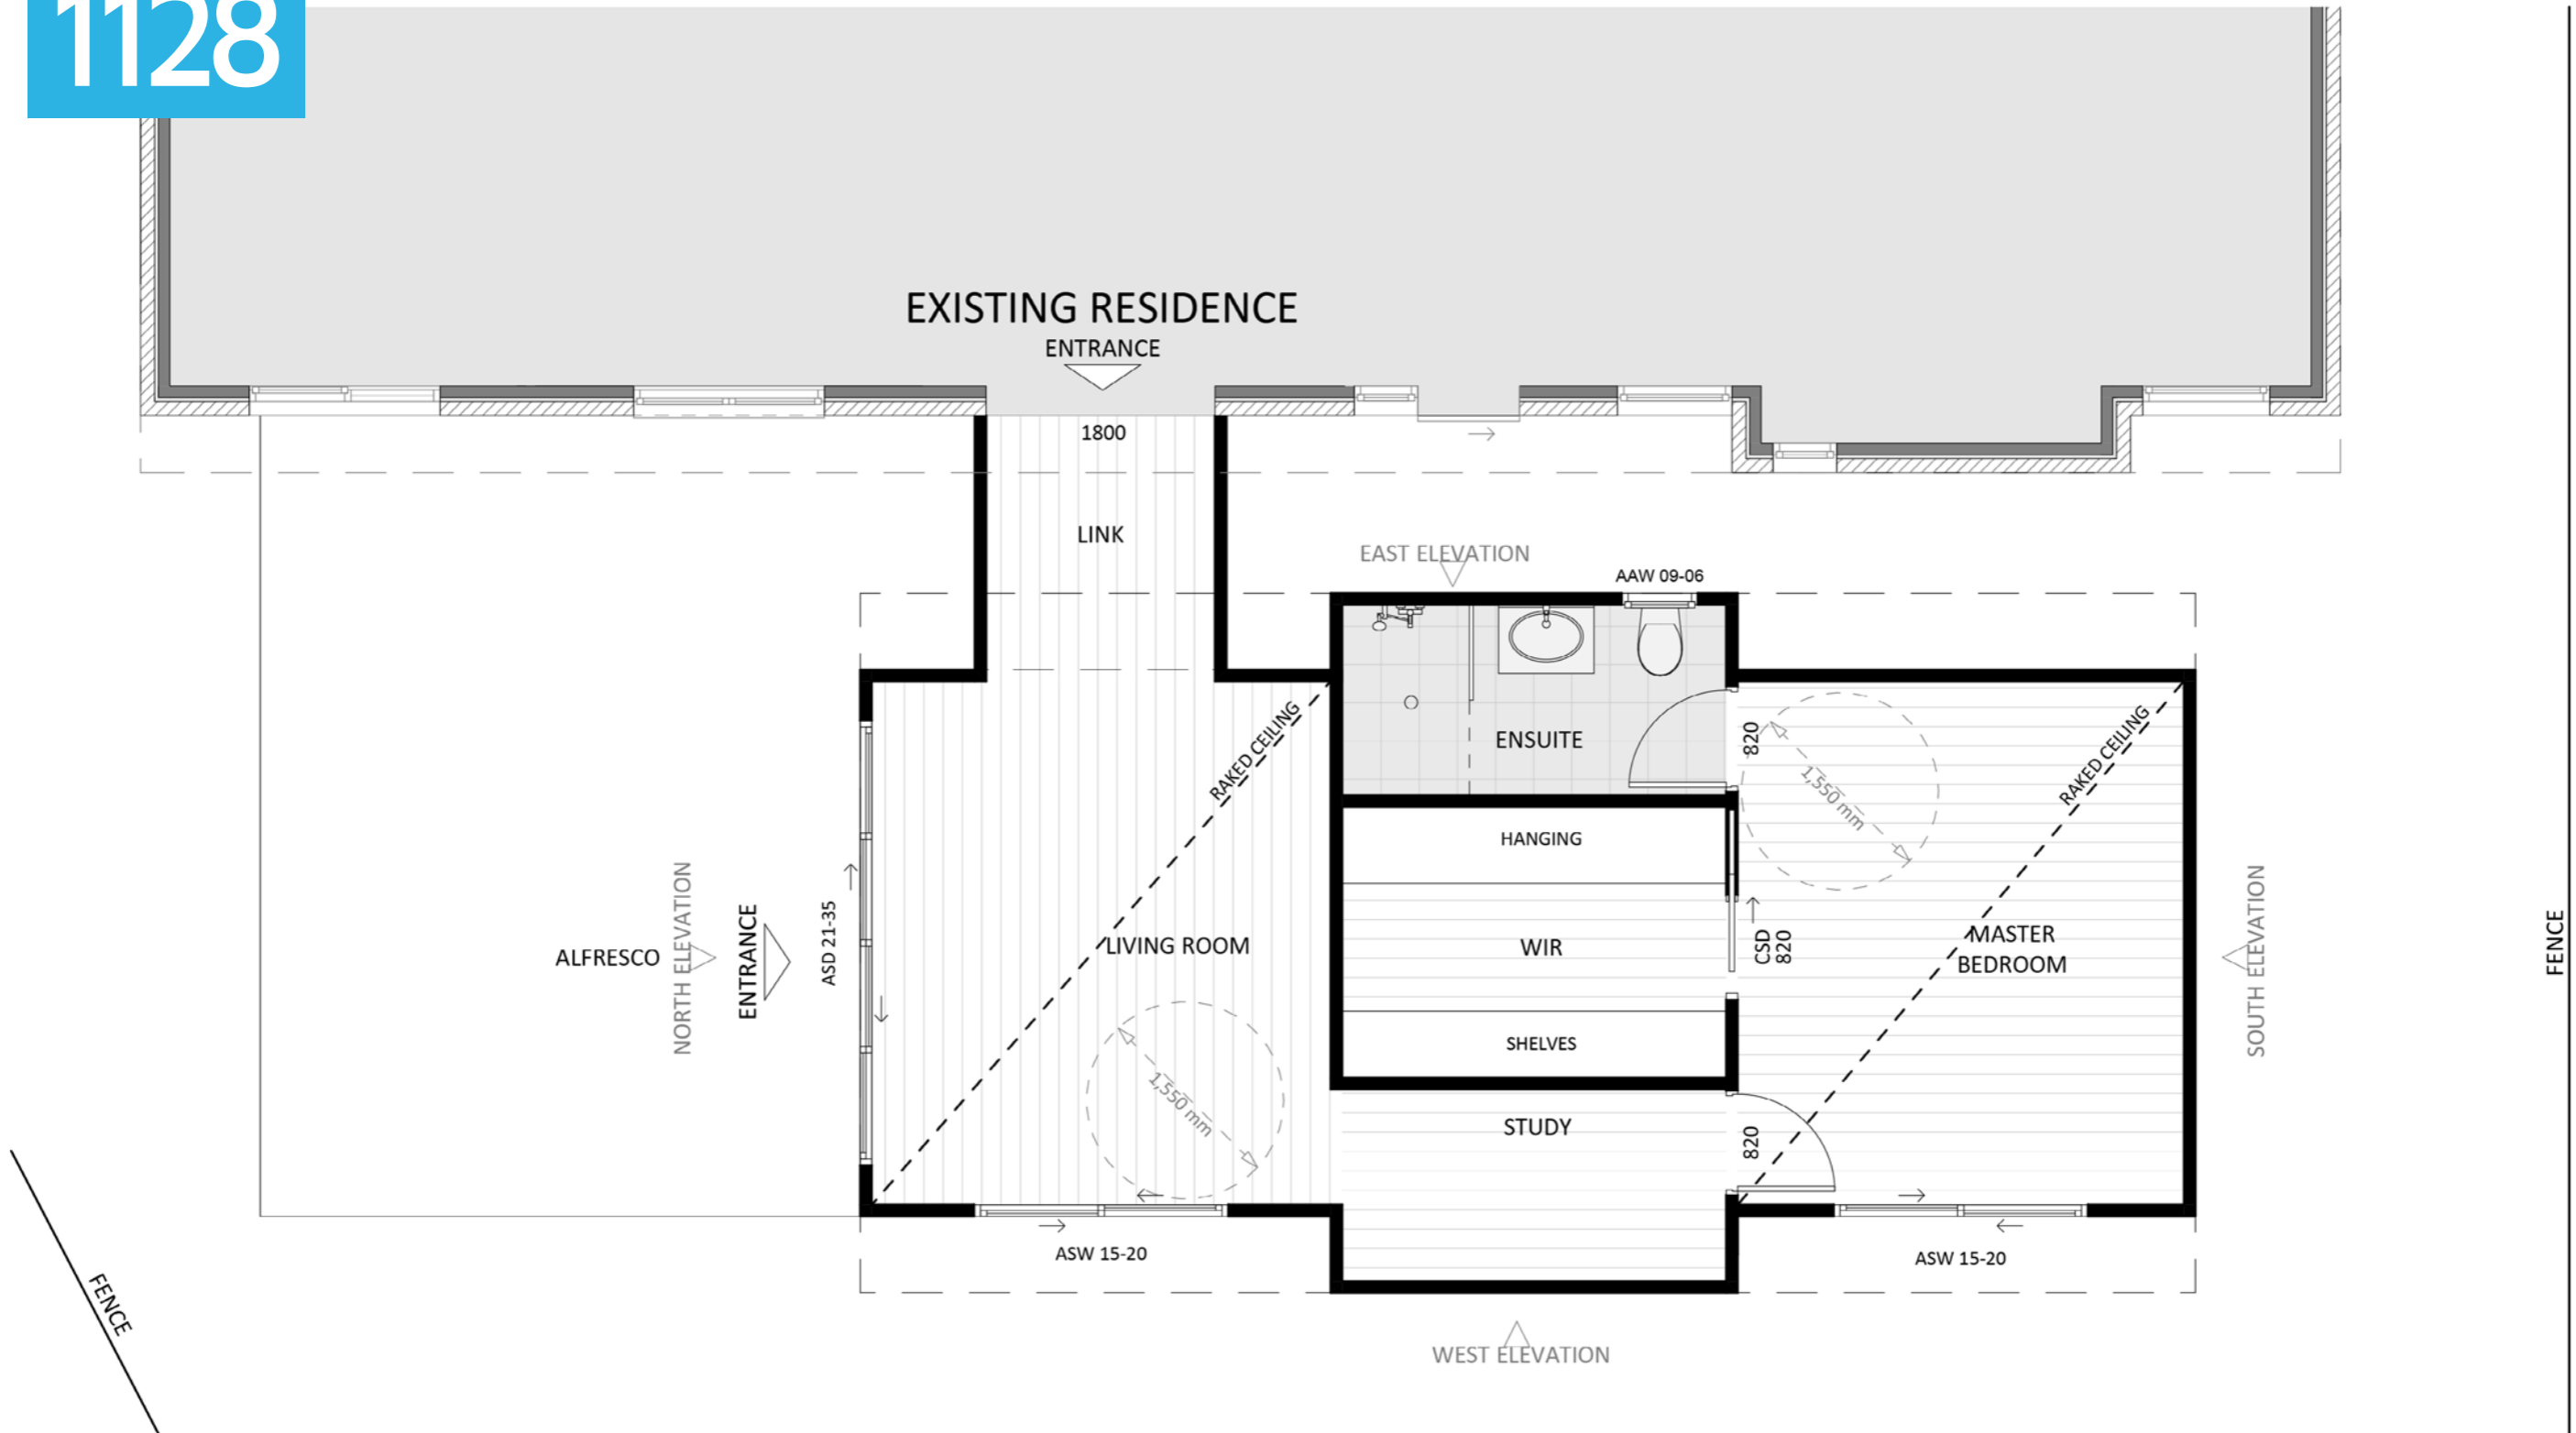 1128
EXISTING RESIDENCE
ENTRANCE
1800
LINK
EAST ELEVATION
AAW 09-06
RAKED CEILING
ENSUITE
820
1,550 mm
RAKED CEILING
HANGING
ALFRESCO
NORTH ELEVATION
ENTRANCE
ASD 21-35
LIVING ROOM
WIR
CSD
820
MASTER
BEDROOM
SOUTH ELEVATION
FENCE
SHELVES
1,550 mm
STUDY
820
ASW 15-20
ASW 15-20
FENCE
WEST ELEVATION